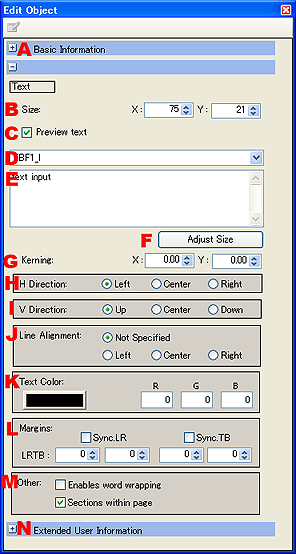 Edit Object
A Basic Information
Text
B Size: X: 75 Y: 21
C Preview text
D BF1_I
E Text input
F Adjust Size
G Kerning: X: 0.00 Y: 0.00
H H Direction: Left Center Right
I V Direction: Up Center Down
J Line Alignment: Not Specified
Left Center Right
K Text Color: R G B
0 0 0
L Margins:
Sync.LR Sync.TB
LRTB : 0 0 0 0
M Other: Enables word wrapping
Sections within page
N Extended User Information